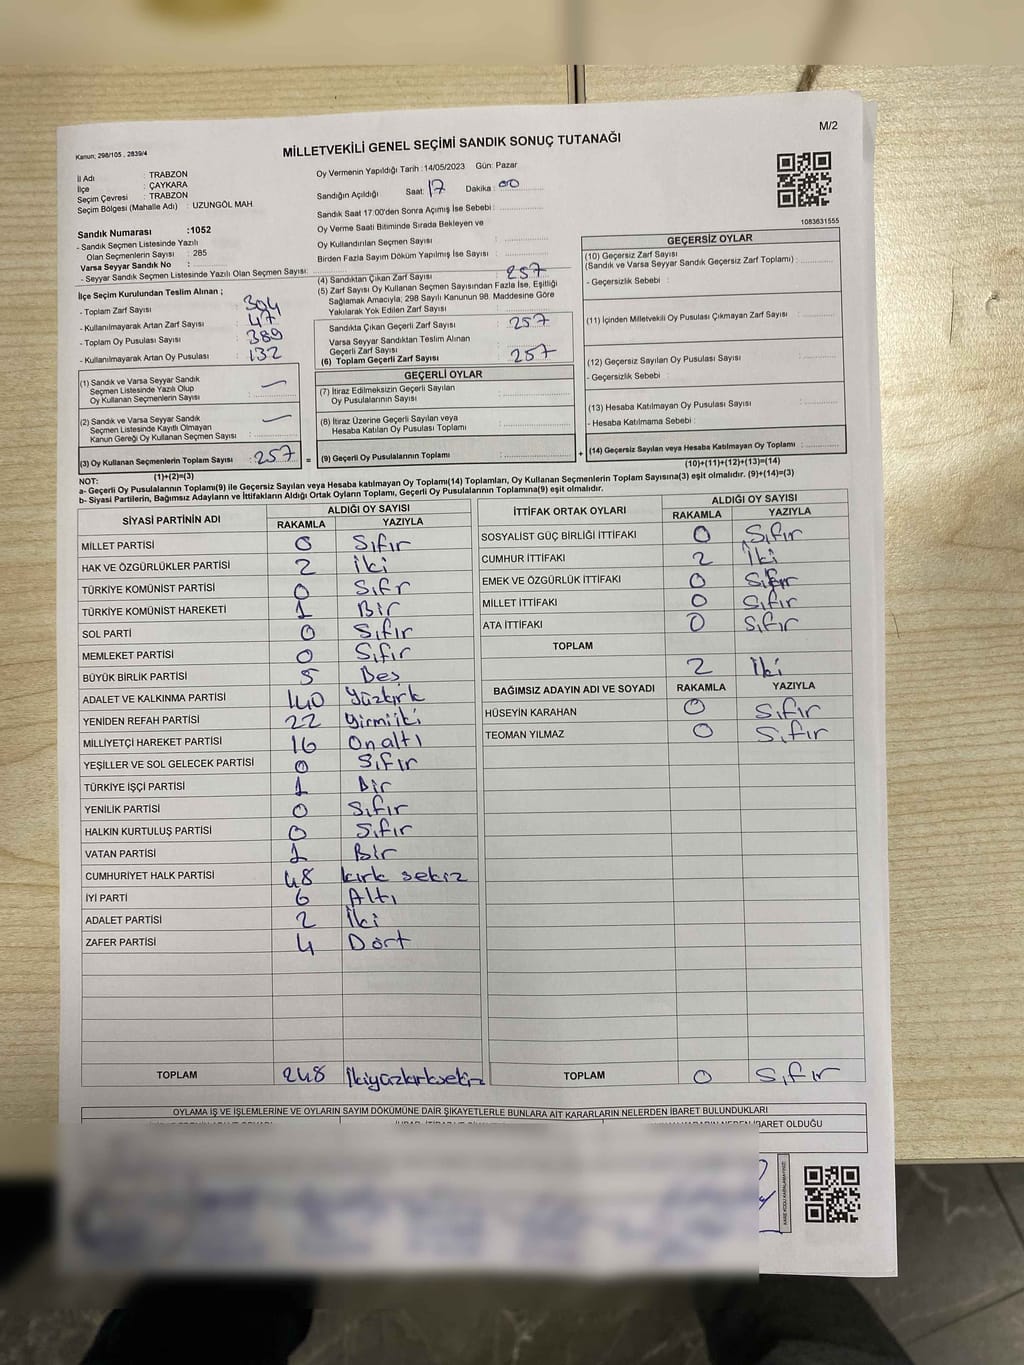 M/2
Kanun; 298/105 , 2839/4
MİLLETVEKİLİ GENEL SEÇİMİ SANDIK SONUÇ TUTANAĞI
İl Adı : TRABZON
İlçe : ÇAYKARA
Seçim Çevresi : TRABZON
Seçim Bölgesi (Mahalle Adı) : UZUNGÖL MAH.
Sandık Numarası :1052
- Sandık Seçmen Listesinde Yazılı
Olan Seçmenlerin Sayısı : 285
Varsa Seyyar Sandık No :
- Seyyar Sandık Seçmen Listesinde Yazılı Olan Seçmen Sayısı:
Oy Vermenin Yapıldığı Tarih :14/05/2023 Gün: Pazar
Sandığın Açıldığı Saat: 17 Dakika : 00
Sandık Saat 17:00'den Sonra Açımış İse Sebebi :
Oy Verme Saati Bitiminde Sırada Bekleyen ve
Oy Kullandırılan Seçmen Sayısı :
Birden Fazla Sayım Döküm Yapılmış İse Sayısı :
1083631555
İlçe Seçim Kurulundan Teslim Alınan ;
- Toplam Zarf Sayısı : 304
- Kullanılmayarak Artan Zarf Sayısı : 47
- Toplam Oy Pusulası Sayısı : 389
- Kullanılmayarak Artan Oy Pusulası : 132
(4) Sandıktan Çıkan Zarf Sayısı : 257
(5) Zarf Sayısı Oy Kullanan Seçmen Sayısından Fazla İse, Eşitliği
Sağlamak Amacıyla; 298 Sayılı Kanunun 98. Maddesine Göre
Yakılarak Yok Edilen Zarf Sayısı :
Sandıkta Çıkan Geçerli Zarf Sayısı : 257
Varsa Seyyar Sandıktan Teslim Alınan
Geçerli Zarf Sayısı :
(6) Toplam Geçerli Zarf Sayısı : 257
(1) Sandık ve Varsa Seyyar Sandık
Seçmen Listesinde Yazılı Olup
Oy Kullanan Seçmenlerin Sayısı : —
(2) Sandık ve Varsa Seyyar Sandık
Seçmen Listesinde Kayıtlı Olmayan
Kanun Gereği Oy Kullanan Seçmen Sayısı : —
(3) Oy Kullanan Seçmenlerin Toplam Sayısı : 257 =
(1)+(2)=(3)
GEÇERLİ OYLAR
(7) İtiraz Edilmeksizin Geçerli Sayılan
Oy Pusulalarının Sayısı :
(8) İtiraz Üzerine Geçerli Sayılan veya
Hesaba Katılan Oy Pusulası Toplamı :
(9) Geçerli Oy Pusulalarının Toplamı : +
GEÇERSİZ OYLAR
(10) Geçersiz Zarf Sayısı
(Sandık ve Varsa Seyyar Sandık Geçersiz Zarf Toplamı) :
- Geçersizlik Sebebi :
(11) İçinden Milletvekili Oy Pusulası Çıkmayan Zarf Sayısı :
(12) Geçersiz Sayılan Oy Pusulası Sayısı :
- Geçersizlik Sebebi :
(13) Hesaba Katılmayan Oy Pusulası Sayısı :
- Hesaba Katılmama Sebebi :
(14) Geçersiz Sayılan veya Hesaba Katılmayan Oy Toplamı :
(10)+(11)+(12)+(13)=(14)
NOT:
a- Geçerli Oy Pusulaları(9) ile Geçersiz Sayılan veya Hesaba katılmayan Oy Toplamı(14) Toplamları, Oy Kullanan Seçmenlerin Toplam Sayısına(3) eşit olmalıdır. (9)+(14)=(3)
b- Siyasi Partilerin, Bağımsız Adayların ve İttifakların Aldığı Ortak Oyların Toplamı, Geçerli Oy Pusulalarının Toplamına(9) eşit olmalıdır.
SİYASİ PARTİNİN ADI ALDIĞI OY SAYISI
RAKAMLA YAZIYLA
MİLLET PARTİSİ 0 Sıfır
HAK VE ÖZGÜRLÜKLER PARTİSİ 2 İki
TÜRKİYE KOMÜNİST PARTİSİ 0 Sıfr
TÜRKİYE KOMÜNİST HAREKETİ 1 Bir
SOL PARTİ 0 Sıfır
MEMLEKET PARTİSİ 0 Sıfır
BÜYÜK BİRLİK PARTİSİ 5 Beş
ADALET VE KALKINMA PARTİSİ 140 Yüzkırk
YENİDEN REFAH PARTİSİ 22 Yirmiiki
MİLLİYETÇİ HAREKET PARTİSİ 16 Onaltı
YEŞİLLER VE SOL GELECEK PARTİSİ 0 Sıfır
TÜRKİYE İŞÇİ PARTİSİ 1 Bir
YENİLİK PARTİSİ 0 Sıfır
HALKIN KURTULUŞ PARTİSİ 0 Sıfır
VATAN PARTİSİ 1 Bir
CUMHURİYET HALK PARTİSİ 48 kırk sekiz
İYİ PARTİ 6 Altı
ADALET PARTİSİ 2 İki
ZAFER PARTİSİ 4 Dört
TOPLAM 248 İkiyüzkırksekiz
İTTİFAK ORTAK OYLARI ALDIĞI OY SAYISI
RAKAMLA YAZIYLA
SOSYALİST GÜÇ BİRLİĞİ İTTİFAKI 0 Sıfır
CUMHUR İTTİFAKI 2 İki
EMEK VE ÖZGÜRLÜK İTTİFAKI 0 Sıfır
MİLLET İTTİFAKI 0 Sıfır
ATA İTTİFAKI 0 Sıfır
TOPLAM
2 İki
BAĞIMSIZ ADAYIN ADI VE SOYADI RAKAMLA YAZIYLA
HÜSEYİN KARAHAN 0 Sıfır
TEOMAN YILMAZ 0 Sıfır
TOPLAM 0 Sıfır
OYLAMA İŞ VE İŞLEMLERİNE VE OYLARIN SAYIM DÖKÜMÜNE DAİR ŞİKAYETLERLE BUNLARA AİT KARARLARIN NELERDEN İBARET BULUNDUKLARI
İBARET OLDUĞU